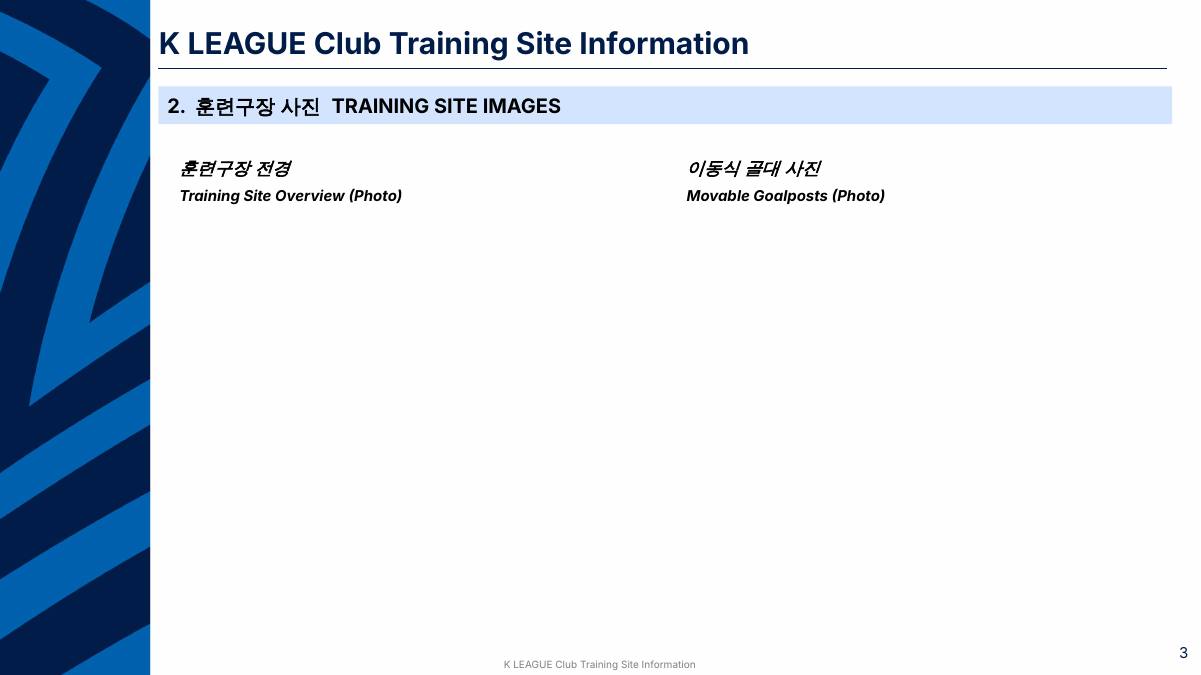 K LEAGUE Club Training Site Information
2. 훈련구장 사진 TRAINING SITE IMAGES
훈련구장 전경
Training Site Overview (Photo)
이동식 골대 사진
Movable Goalposts (Photo)
K LEAGUE Club Training Site Information
3